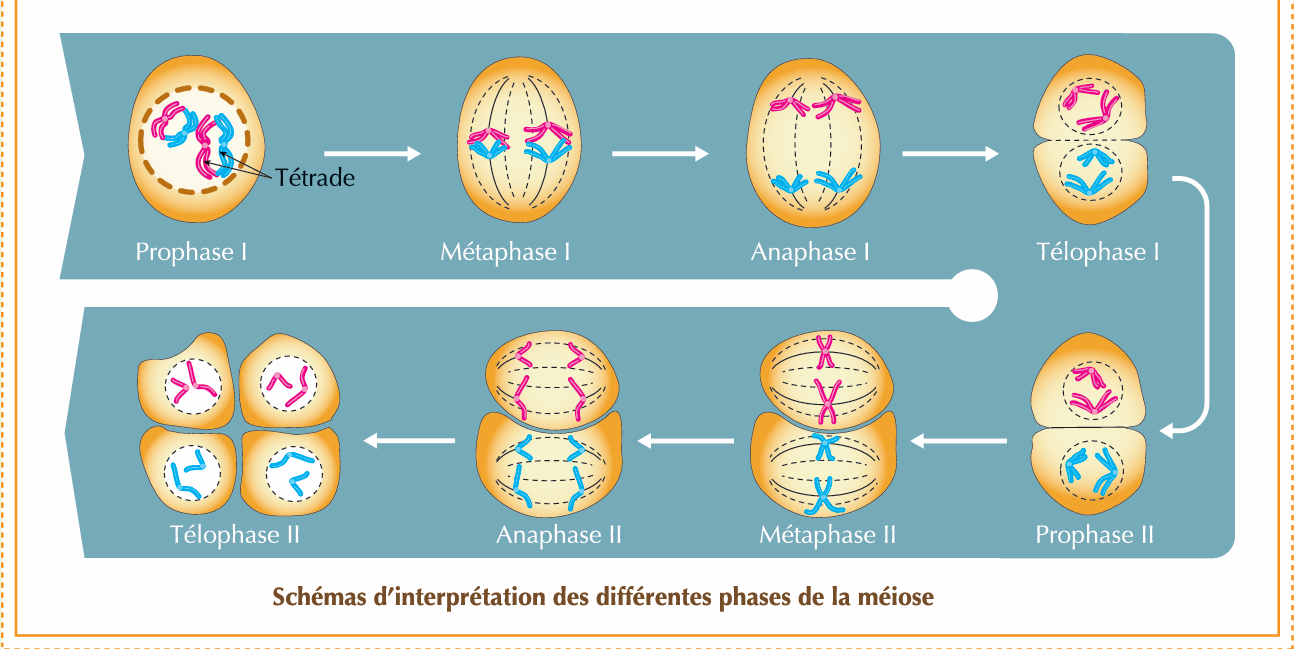 Tétrade
Prophase I
Métaphase I
Anaphase I
Télophase I
Télophase II
Anaphase II
Métaphase II
Prophase II
Schémas d’interprétation des différentes phases de la méiose